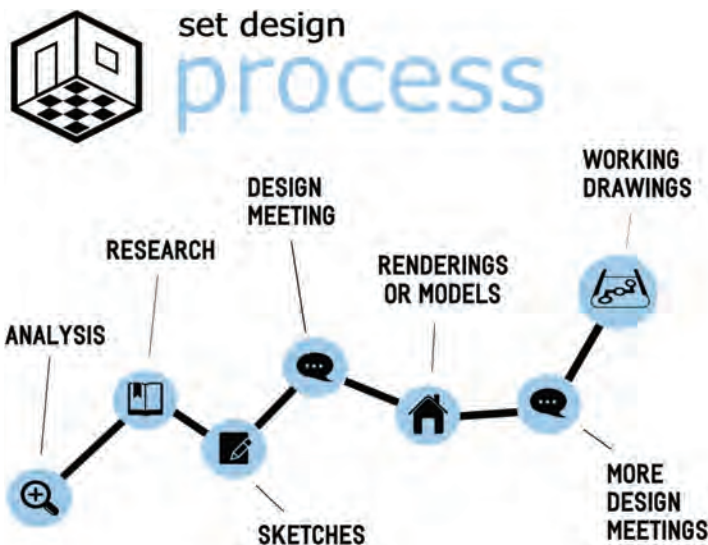 set design
process
ANALYSIS
RESEARCH
SKETCHES
DESIGN
MEETING
RENDERINGS
OR MODELS
MORE
DESIGN
MEETINGS
WORKING
DRAWINGS